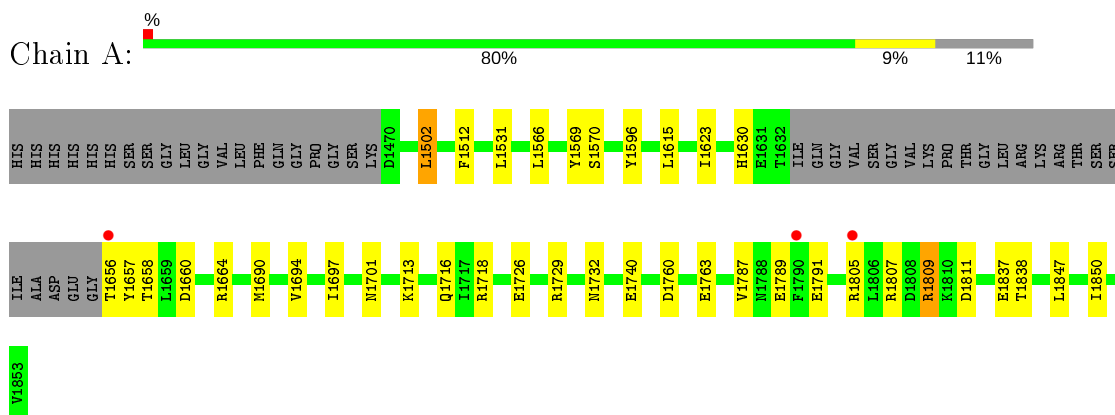 %
Chain A:
80% 9% 11%
HIS HIS HIS HIS HIS HIS SER SER GLY LEU GLY VAL LEU PHE GLN GLY PRO GLY SER LYS D1470 L1502 F1512 L1531 L1566 Y1569 S1570 Y1596 L1615 I1623 H1630 E1631 T1632 ILE GLN GLY VAL SER GLY VAL LYS PRO THR GLY LEU ARG LYS ARG THR SER SER
ILE ALA ASP GLU GLY T1656 Y1657 T1658 L1659 D1660 R1664 M1690 V1694 I1697 N1701 K1713 Q1716 I1717 R1718 E1726 R1729 N1732 E1740 D1760 E1763 V1787 N1788 E1789 F1790 E1791 R1805 L1806 R1807 D1808 R1809 K1810 D1811 E1837 T1838 L1847 I1850
V1853